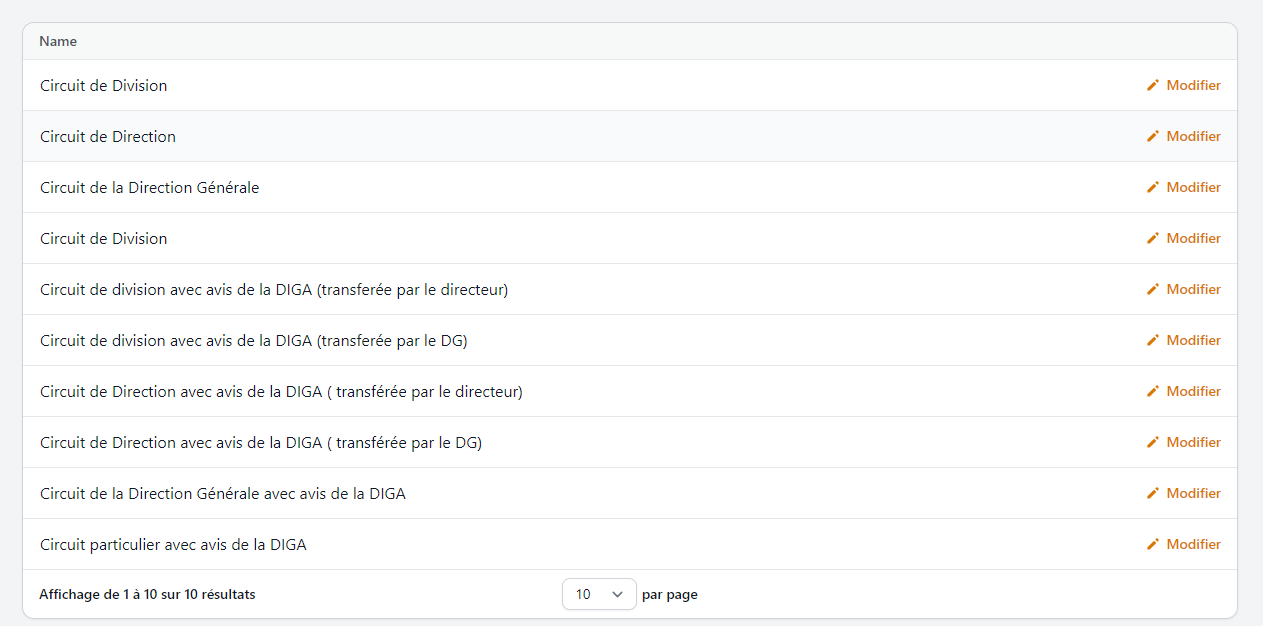 Name
Circuit de Division Modifier
Circuit de Direction Modifier
Circuit de la Direction Générale Modifier
Circuit de Division Modifier
Circuit de division avec avis de la DIGA (transferée par le directeur) Modifier
Circuit de division avec avis de la DIGA (transferée par le DG) Modifier
Circuit de Direction avec avis de la DIGA ( transférée par le directeur) Modifier
Circuit de Direction avec avis de la DIGA ( transférée par le DG) Modifier
Circuit de la Direction Générale avec avis de la DIGA Modifier
Circuit particulier avec avis de la DIGA Modifier
Affichage de 1 à 10 sur 10 résultats 10 par page